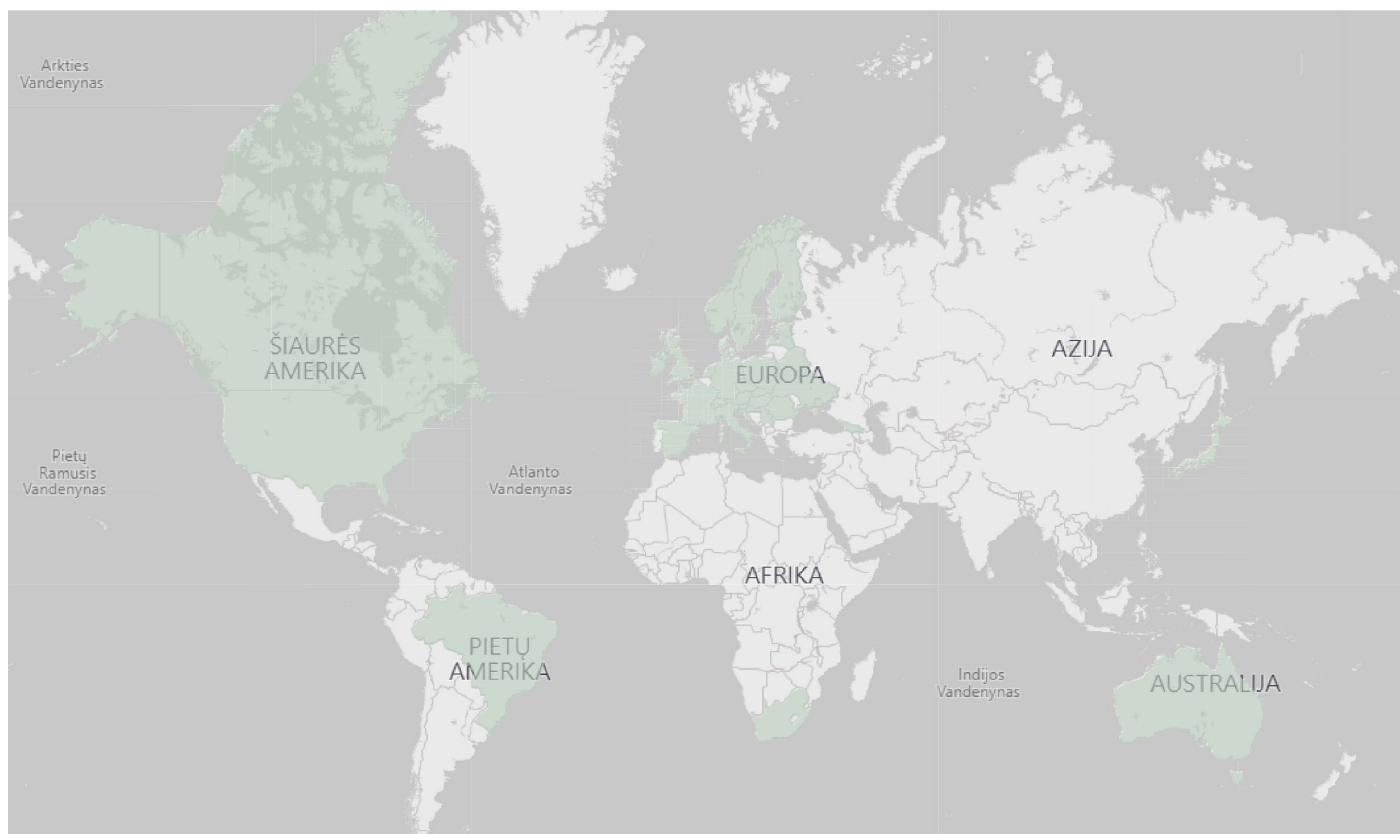 Arkties
Vandenynas
ŠIAURĖS
AMERIKA
AZIJA
EUROPA
Pietų
Ramusis
Vandenynas
Atlanto
Vandenynas
AFRIKA
PIETŲ
AMERIKA
Indijos
Vandenynas
AUSTRALIJA